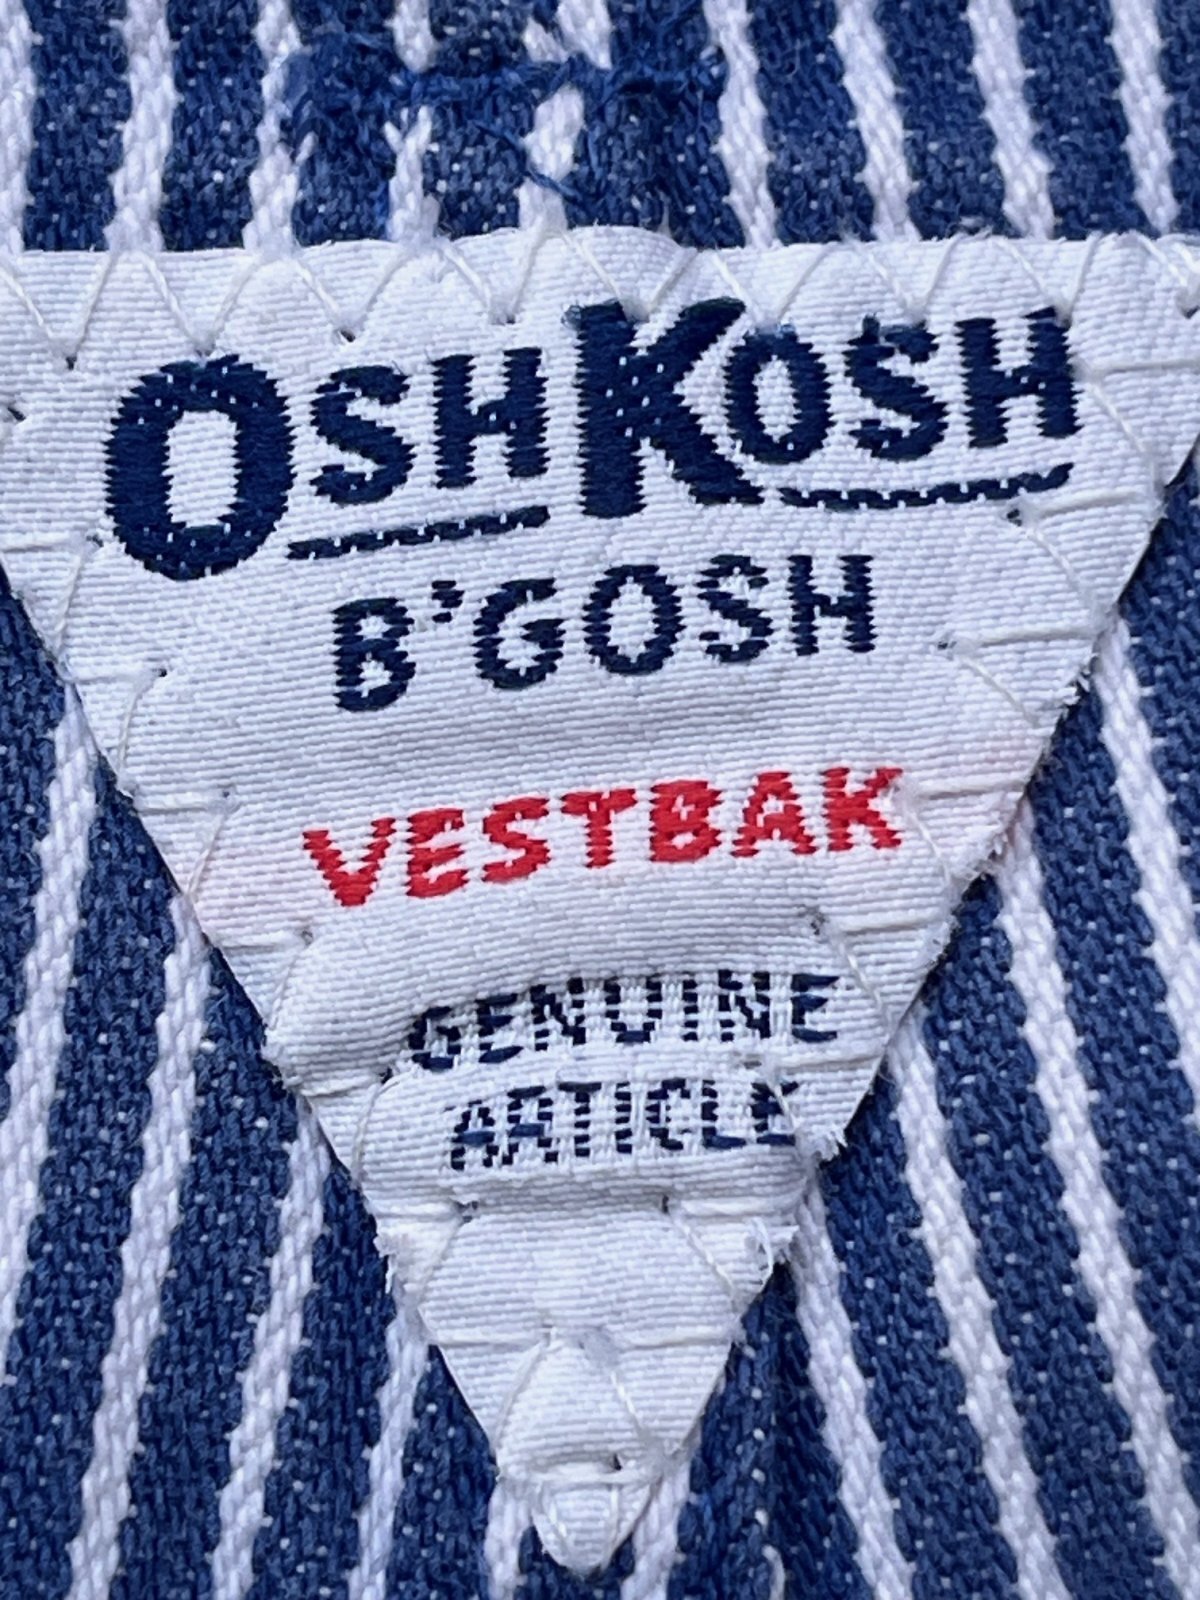 OSHKOSH
B'GOSH
VESTBAK
GENUINE
ARTICLE